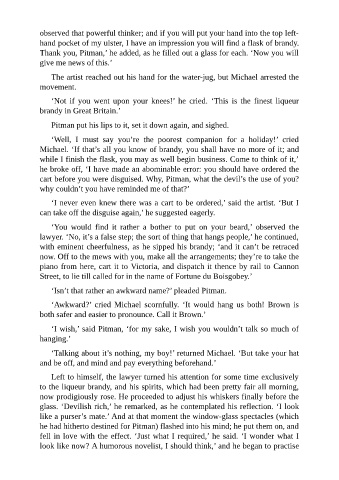 observed that powerful thinker; and if you will put your hand into the top left-
hand pocket of my ulster, I have an impression you will find a flask of brandy.
Thank you, Pitman,’ he added, as he filled out a glass for each. ‘Now you will
give me news of this.’
The artist reached out his hand for the water-jug, but Michael arrested the
movement.
‘Not if you went upon your knees!’ he cried. ‘This is the finest liqueur
brandy in Great Britain.’
Pitman put his lips to it, set it down again, and sighed.
‘Well, I must say you’re the poorest companion for a holiday!’ cried
Michael. ‘If that’s all you know of brandy, you shall have no more of it; and
while I finish the flask, you may as well begin business. Come to think of it,’
he broke off, ‘I have made an abominable error: you should have ordered the
cart before you were disguised. Why, Pitman, what the devil’s the use of you?
why couldn’t you have reminded me of that?’
‘I never even knew there was a cart to be ordered,’ said the artist. ‘But I
can take off the disguise again,’ he suggested eagerly.
‘You would find it rather a bother to put on your beard,’ observed the
lawyer. ‘No, it’s a false step; the sort of thing that hangs people,’ he continued,
with eminent cheerfulness, as he sipped his brandy; ‘and it can’t be retraced
now. Off to the mews with you, make all the arrangements; they’re to take the
piano from here, cart it to Victoria, and dispatch it thence by rail to Cannon
Street, to lie till called for in the name of Fortune du Boisgobey.’
‘Isn’t that rather an awkward name?’ pleaded Pitman.
‘Awkward?’ cried Michael scornfully. ‘It would hang us both! Brown is
both safer and easier to pronounce. Call it Brown.’
‘I wish,’ said Pitman, ‘for my sake, I wish you wouldn’t talk so much of
hanging.’
‘Talking about it’s nothing, my boy!’ returned Michael. ‘But take your hat
and be off, and mind and pay everything beforehand.’
Left to himself, the lawyer turned his attention for some time exclusively
to the liqueur brandy, and his spirits, which had been pretty fair all morning,
now prodigiously rose. He proceeded to adjust his whiskers finally before the
glass. ‘Devilish rich,’ he remarked, as he contemplated his reflection. ‘I look
like a purser’s mate.’ And at that moment the window-glass spectacles (which
he had hitherto destined for Pitman) flashed into his mind; he put them on, and
fell in love with the effect. ‘Just what I required,’ he said. ‘I wonder what I
look like now? A humorous novelist, I should think,’ and he began to practise